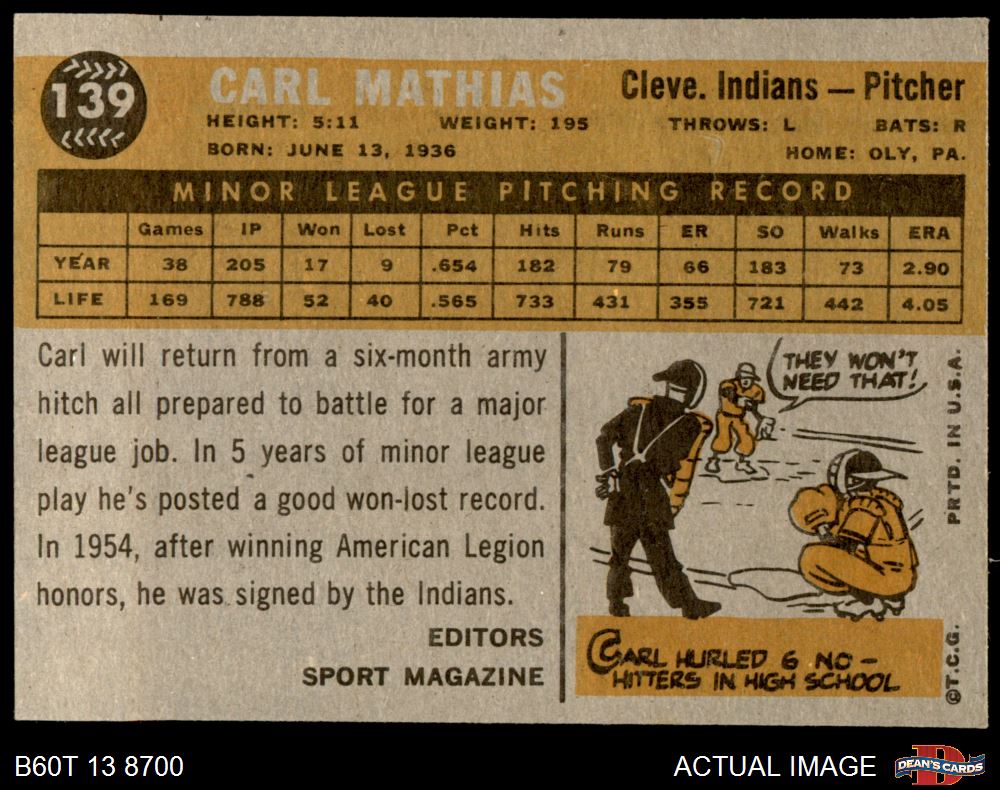 139
CARL MATHIAS
Cleve. Indians — Pitcher
HEIGHT: 5:11 WEIGHT: 195 THROWS: L BATS: R
BORN: JUNE 13, 1936 HOME: OLY, PA.
MINOR LEAGUE PITCHING RECORD
Games IP Won Lost Pct Hits Runs ER SO Walks ERA
YEAR 38 205 17 9 .654 182 79 66 183 73 2.90
LIFE 169 788 52 40 .565 733 431 355 721 442 4.05
Carl will return from a six-month army
hitch all prepared to battle for a major
league job. In 5 years of minor league
play he's posted a good won-lost record.
In 1954, after winning American Legion
honors, he was signed by the Indians.
EDITORS
SPORT MAGAZINE
THEY WON'T
NEED THAT!
CARL HURLED 6 NO-
HITTERS IN HIGH SCHOOL
©T.C.G. PRTD. IN U.S.A.
B60T 13 8700
ACTUAL IMAGE
DEAN'S CARDS